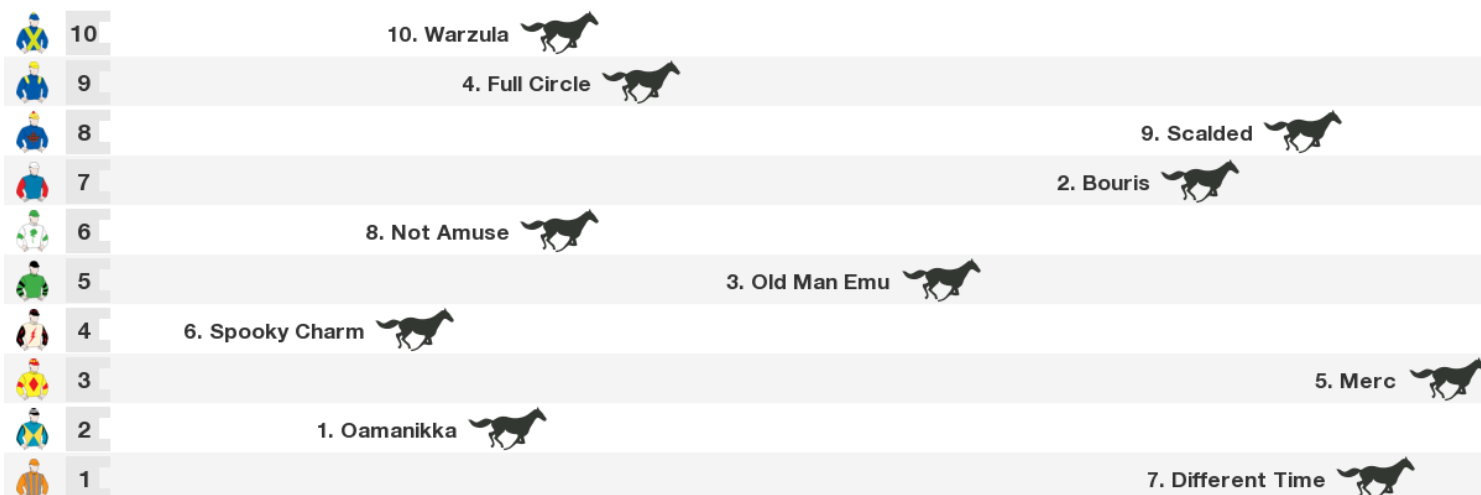 10 10. Warzula
9 4. Full Circle
8 9. Scalded
7 2. Bouris
6 8. Not Amuse
5 3. Old Man Emu
4 6. Spooky Charm
3 5. Merc
2 1. Oamanikka
1 7. Different Time